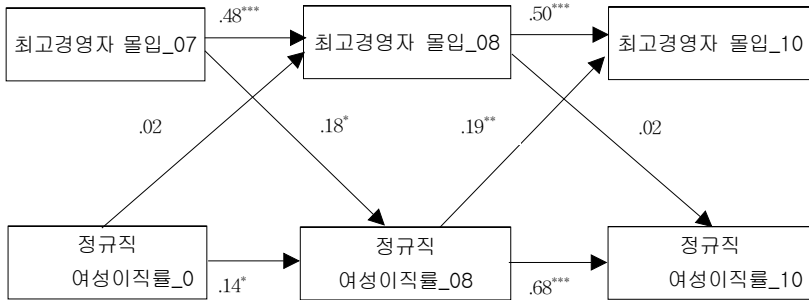 .48***
.50***
최고경영자 몰입_07
최고경영자 몰입_08
최고경영자 몰입_10
.02
.18*
.19**
.02
정규직
여성이직률_0
정규직
여성이직률_08
정규직
여성이직률_10
.14*
.68***